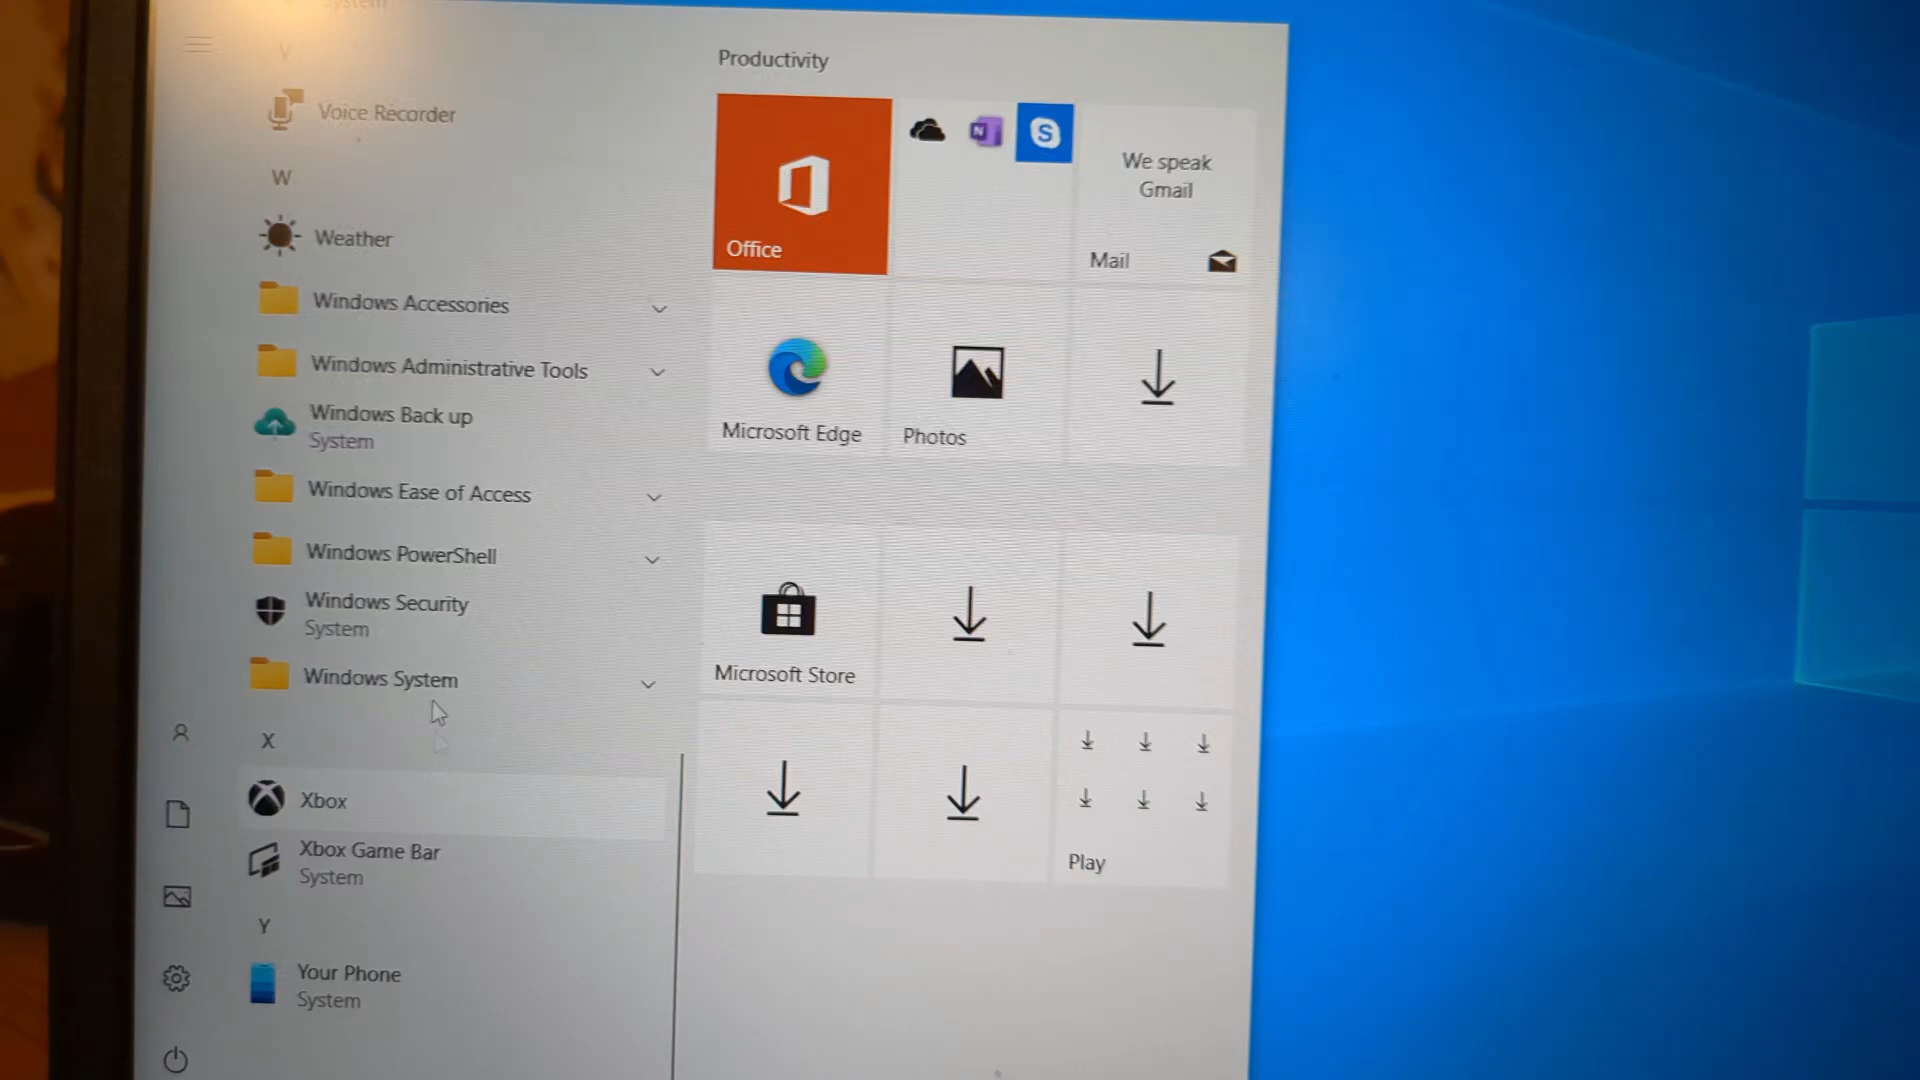 System
V
Voice Recorder
W
Weather
Windows Accessories
Windows Administrative Tools
Windows Back up
System
Windows Ease of Access
Windows PowerShell
Windows Security
System
Windows System
X
Xbox
Xbox Game Bar
System
Y
Your Phone
System
Productivity
Office
N
S
We speak
Gmail
Mail
Microsoft Edge
Photos
Microsoft Store
Play